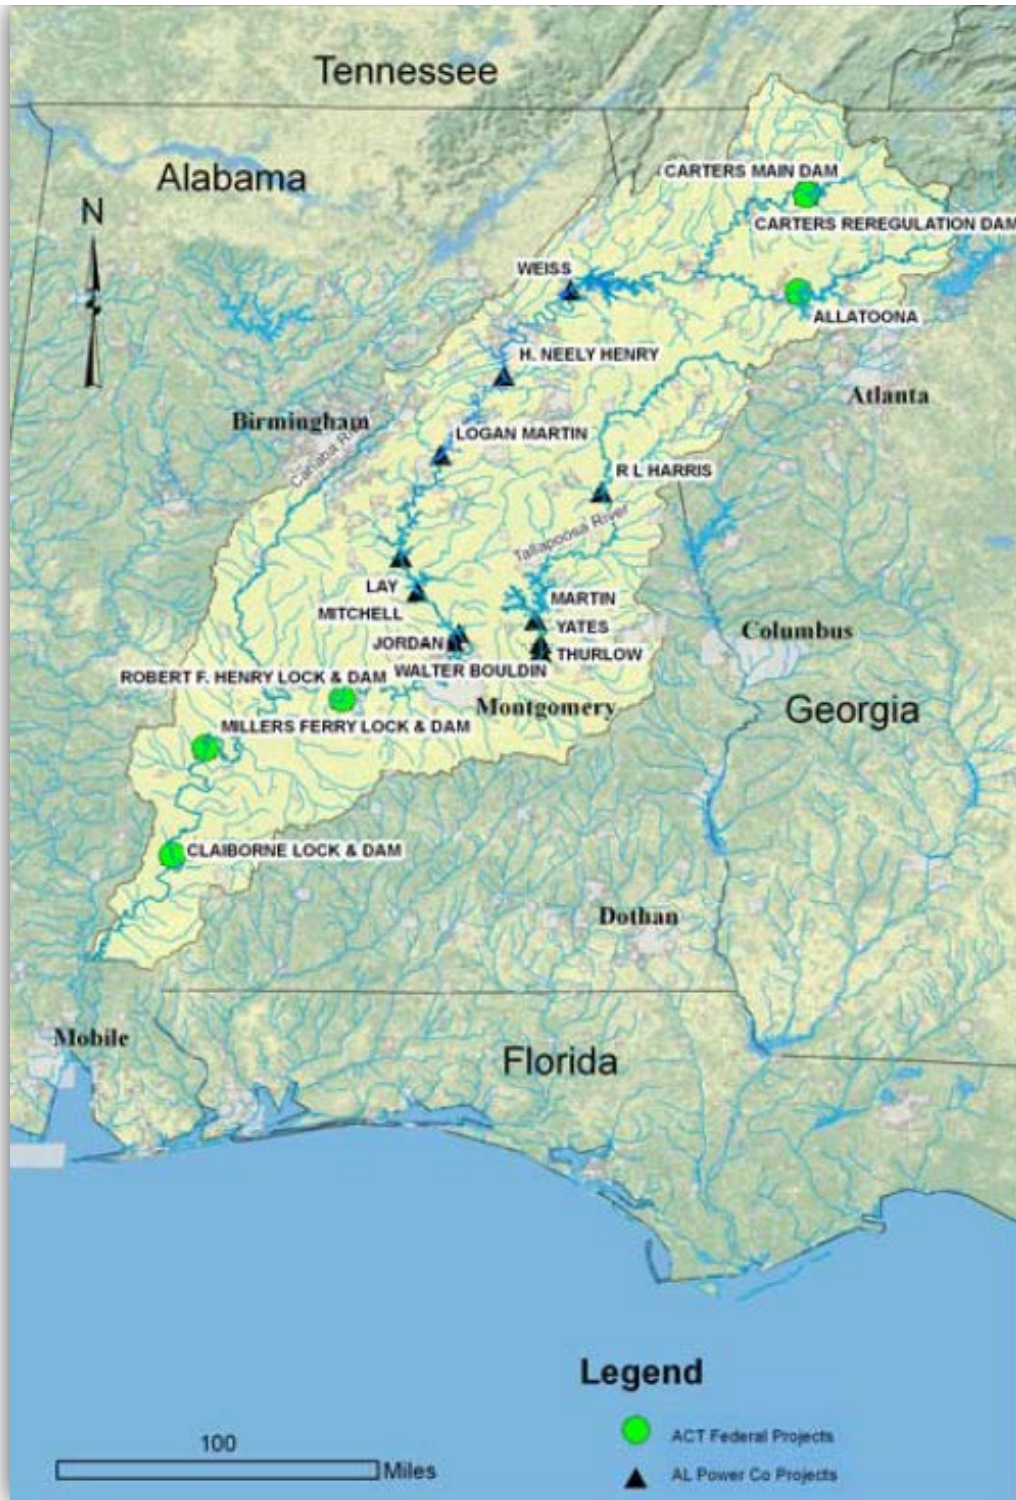 Tennessee
Alabama
N
CARTERS MAIN DAM
CARTERS REREGULATION DAM
WEISS
ALLATOONA
H. NEELY HENRY
Atlanta
Birmingham
LOGAN MARTIN
R L HARRIS
Tallapoosa River
LAY
MITCHELL
MARTIN
YATES
JORDAN
THURLOW
Columbus
WALTER BOULDIN
ROBERT F. HENRY LOCK & DAM
Montgomery
Georgia
MILLERS FERRY LOCK & DAM
CLAIBORNE LOCK & DAM
Dothan
Mobile
Florida
Legend
ACT Federal Projects
AL Power Co Projects
100
Miles